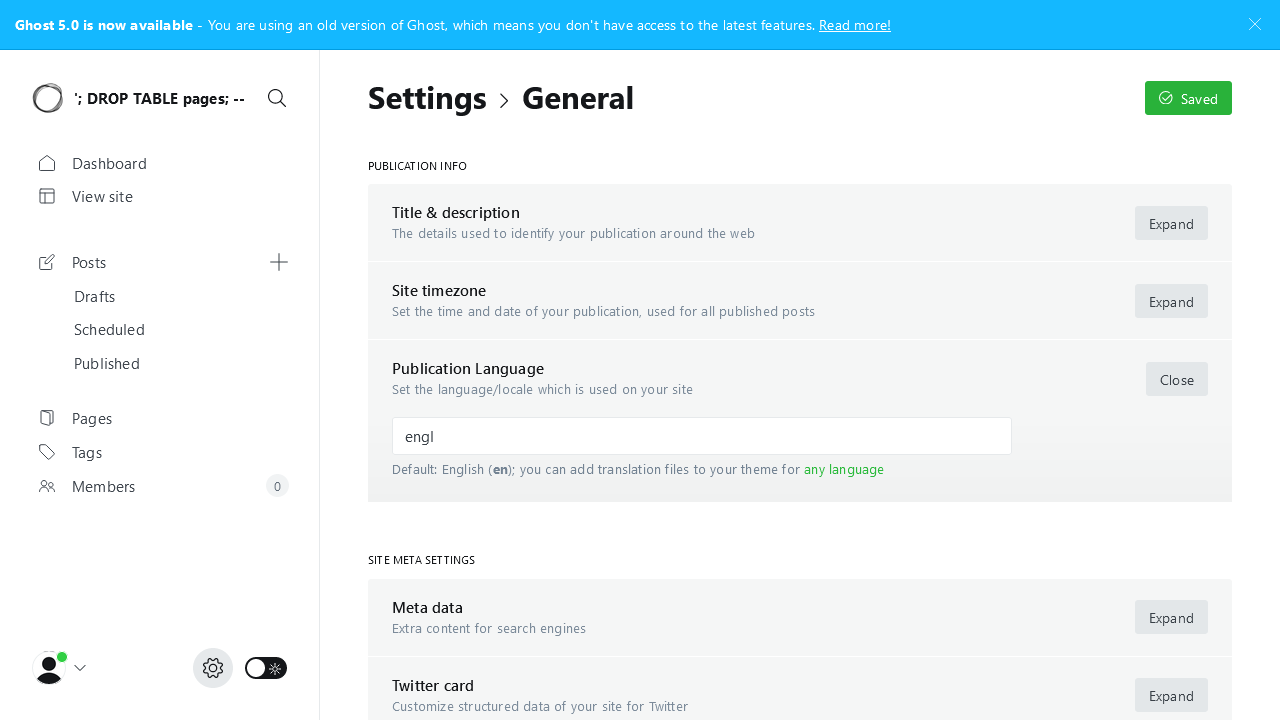 Ghost 5.0 is now available - You are using an old version of Ghost, which means you don't have access to the latest features. Read more!
'; DROP TABLE pages; --
Dashboard
View site
Posts
Drafts
Scheduled
Published
Pages
Tags
Members 0
Settings > General
Saved
PUBLICATION INFO
Title & description
The details used to identify your publication around the web
Expand
Site timezone
Set the time and date of your publication, used for all published posts
Expand
Publication Language
Set the language/locale which is used on your site
Close
engl
Default: English (en); you can add translation files to your theme for any language
SITE META SETTINGS
Meta data
Extra content for search engines
Expand
Twitter card
Customize structured data of your site for Twitter
Expand